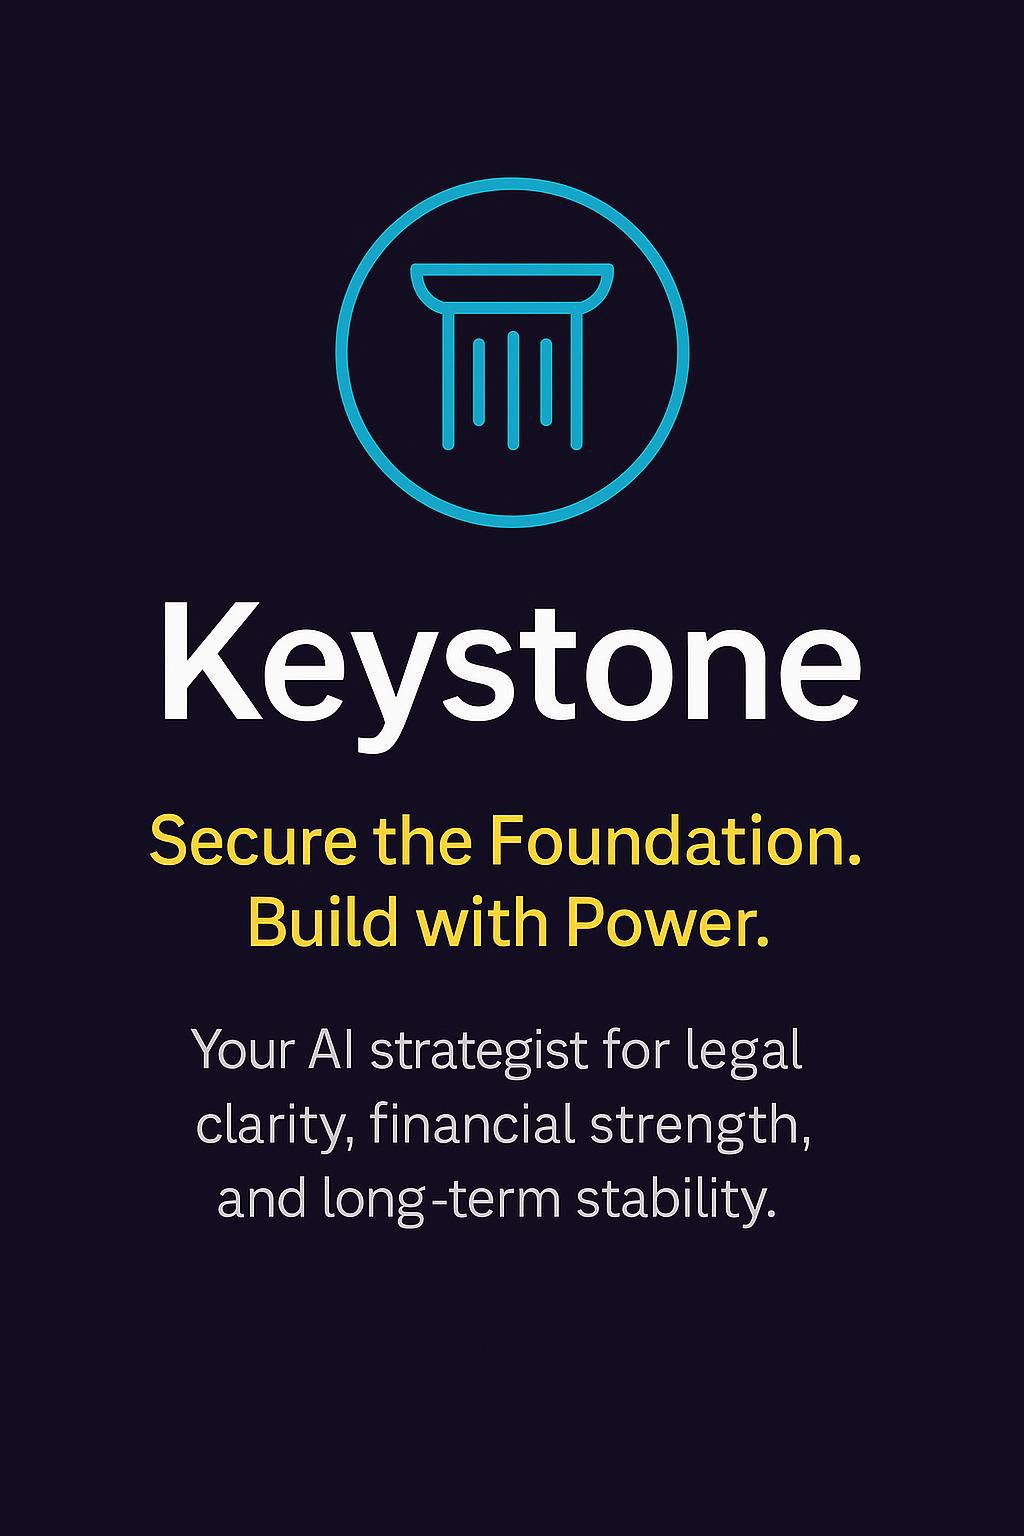 Keystone
Secure the Foundation.
Build with Power.
Your AI strategist for legal
clarity, financial strength,
and long-term stability.